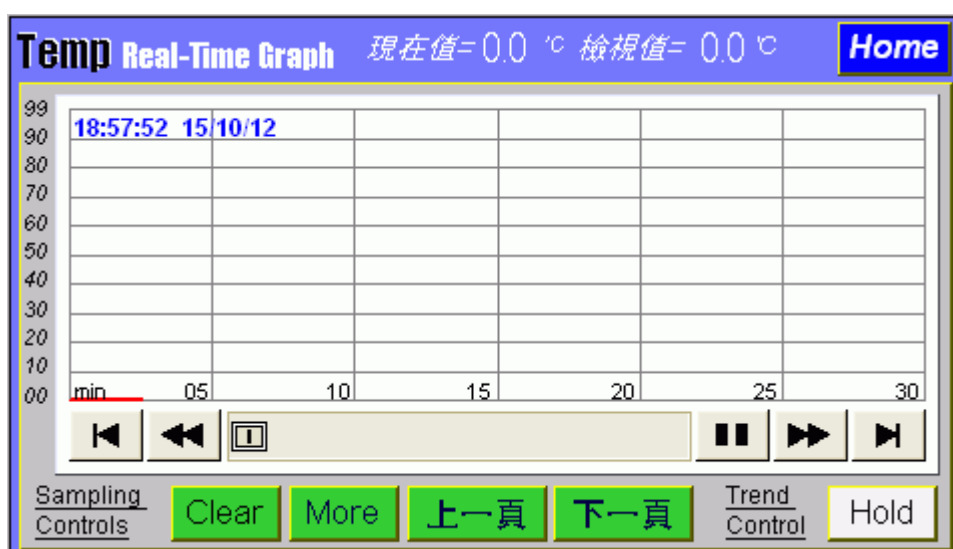 Temp Real-Time Graph 現在值= 0.0 °C 檢視值= 0.0 °C Home
99
90
80
70
60
50
40
30
20
10
00
18:57:52 15/10/12
min 05 10 15 20 25 30
Sampling Controls
Clear
More
上一頁
下一頁
Trend Control
Hold